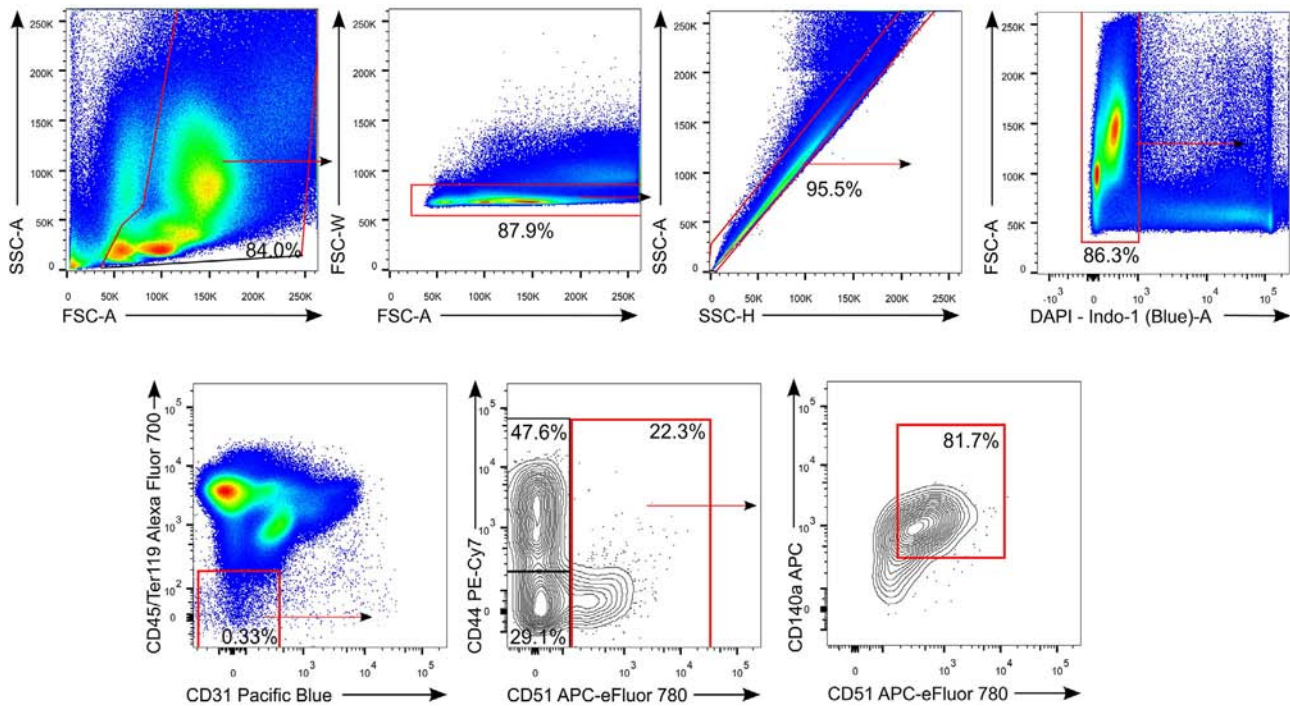 SSC-A
250K
200K
150K
100K
50K
0
84.0%
0 50K 100K 150K 200K 250K
FSC-A
FSC-W
250K
200K
150K
100K
50K
0
87.9%
0 50K 100K 150K 200K 250K
FSC-A
SSC-A
250K
200K
150K
100K
50K
0
95.5%
0 50K 100K 150K 200K 250K
SSC-H
FSC-A
250K
200K
150K
100K
50K
0
86.3%
-10³ 0 10³ 10⁴ 10⁵
DAPI - Indo-1 (Blue)-A
CD45/Ter119 Alexa Fluor 700
10⁵
10⁴
10³
10²
0
0.33%
0 10³ 10⁴ 10⁵
CD31 Pacific Blue
CD44 PE-Cy7
10⁵
10⁴
10³
0
47.6% 22.3%
29.1%
0 10³ 10⁴ 10⁵
CD51 APC-eFluor 780
CD140a APC
10⁵
10⁴
10³
10²
0
81.7%
0 10³ 10⁴ 10⁵
CD51 APC-eFluor 780